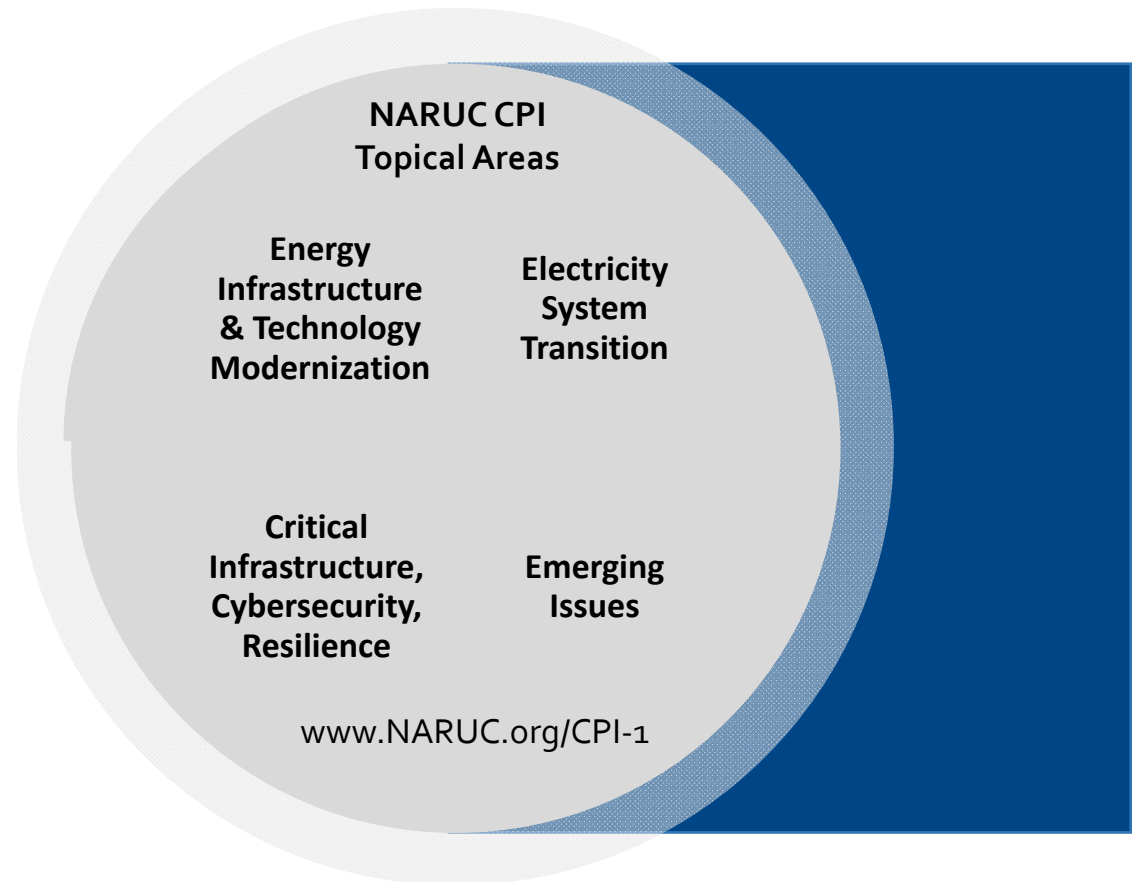 NARUC CPI
Topical Areas
Energy
Infrastructure
& Technology
Modernization
Electricity
System
Transition
Critical
Infrastructure,
Cybersecurity,
Resilience
Emerging
Issues
www.NARUC.org/CPI-1